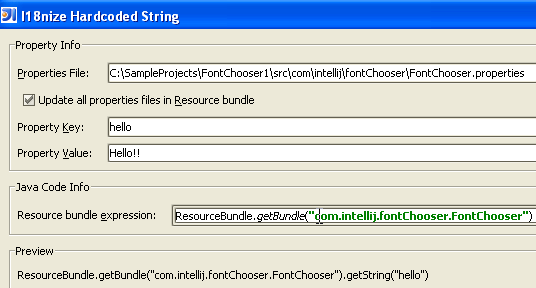 I18nize Hardcoded String
Property Info
Properties File: C:\SampleProjects\FontChooser1\src\com\intellij\fontChooser\FontChooser.properties
Update all properties files in Resource bundle
Property Key: hello
Property Value: Hello!!
Java Code Info
Resource bundle expression: ResourceBundle.getBundle("com.intellij.fontChooser.FontChooser")
Preview
ResourceBundle.getBundle("com.intellij.fontChooser.FontChooser").getString("hello")